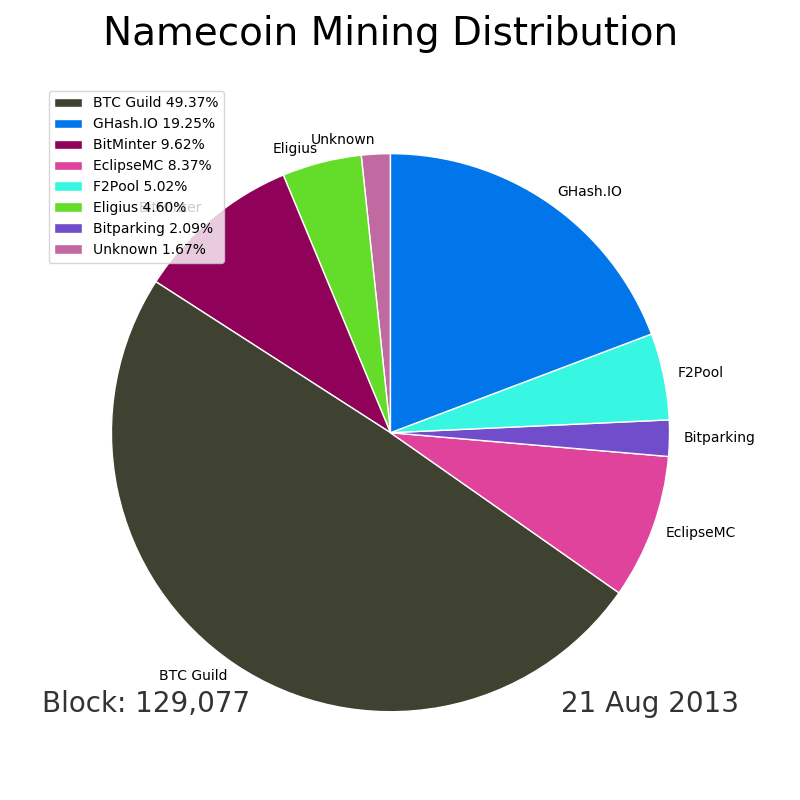 Namecoin Mining Distribution
BTC Guild 49.37%
GHash.IO 19.25%
BitMinter 9.62%
EclipseMC 8.37%
F2Pool 5.02%
Eligius 4.60%
Bitparking 2.09%
Unknown 1.67%
Unknown
Eligius
GHash.IO
BitMinter
F2Pool
Bitparking
EclipseMC
BTC Guild
Block: 129,077
21 Aug 2013